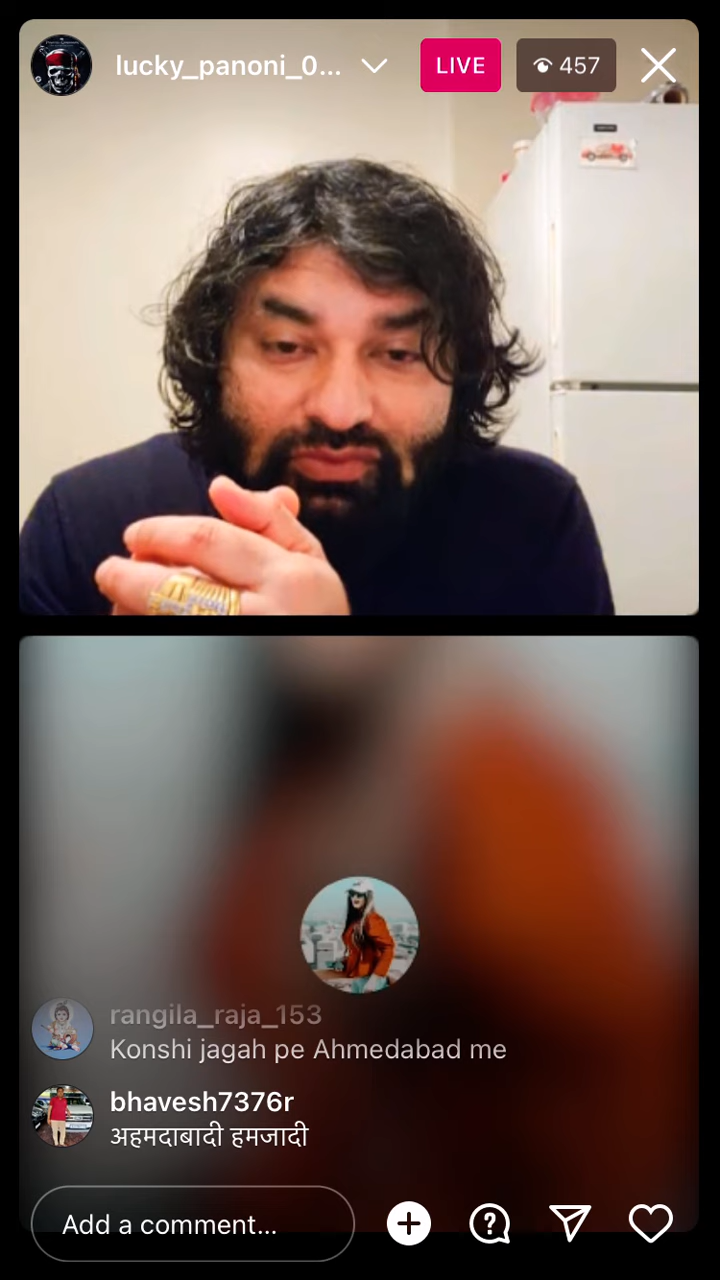 lucky_panoni_0...
LIVE
457
rangila_raja_153
Konshi jagah pe Ahmedabad me
bhavesh7376r
अहमदाबादी हमजादी
Add a comment...